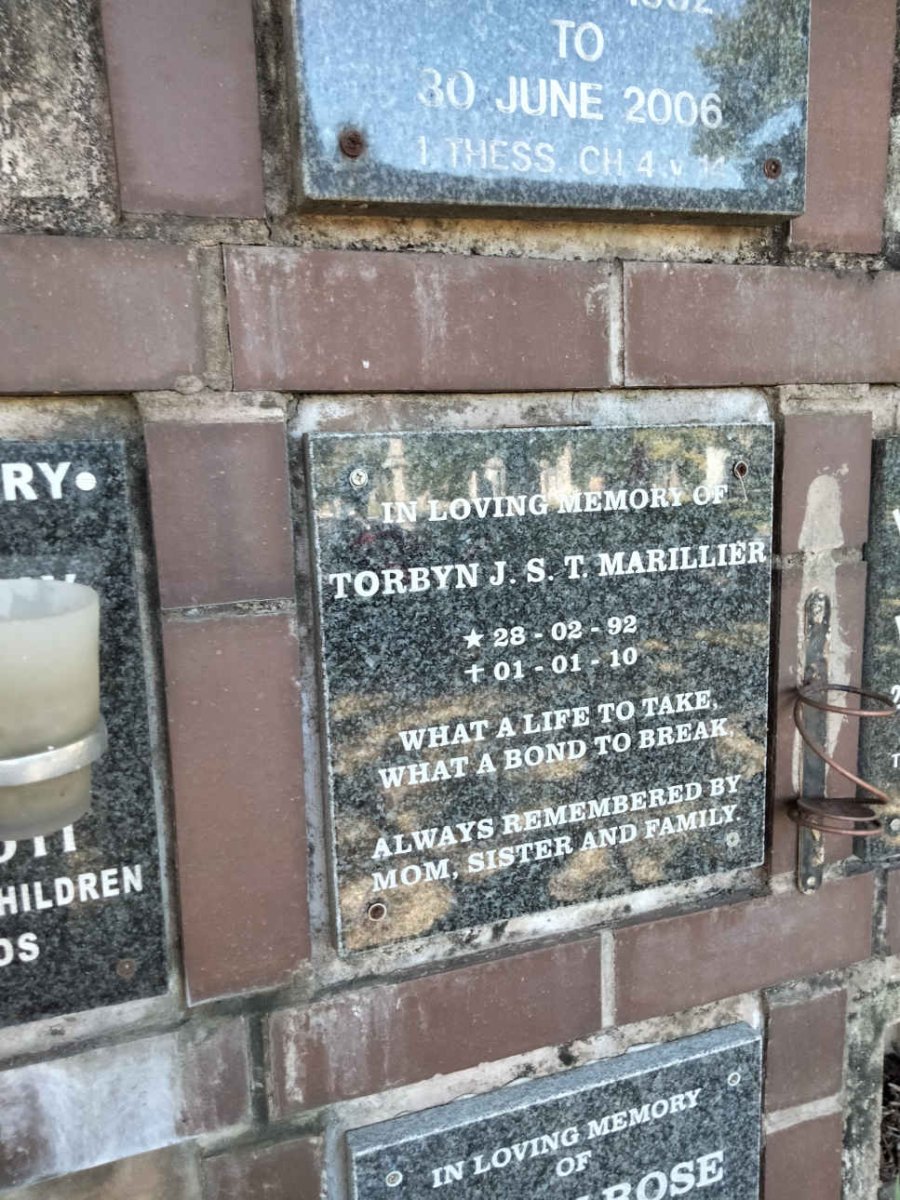 TO
30 JUNE 2006
1 THESS. CH 4 v 14
RY•
HILDREN
OS
IN LOVING MEMORY OF
TORBYN J. S. T. MARILLIER
★ 28 - 02 - 92
✝ 01 - 01 - 10
WHAT A LIFE TO TAKE,
WHAT A BOND TO BREAK.
ALWAYS REMEMBERED BY
MOM, SISTER AND FAMILY.
IN LOVING MEMORY
OF
ROSE